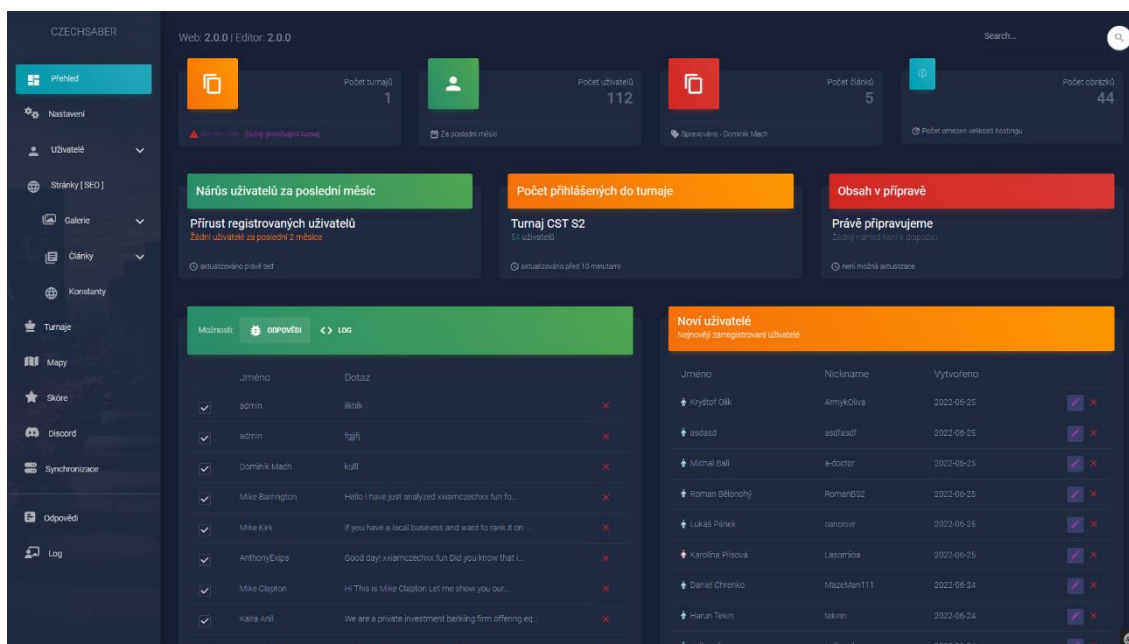 CZECHSABER
Web: 2.0.0 | Editor: 2.0.0
Search...
Přehled
Nastavení
Uživatelé
Stránky [ SEO ]
Galerie
Články
Konstanty
Turnaje
Mapy
Skóre
Discord
Synchronizace
Odpovědi
Log
Počet turnajů
1
Žádný probíhající turnaj
Počet uživatelů
112
Za poslední měsíc
Počet článků
5
Spravováno - Dominik Mach
Počet obrázků
44
Počet omezen velikostí hostingu
Nárůs uživatelů za poslední měsíc
Přírust registrovaných uživatelů
Žádní uživatelé za poslední 2 měsíce
aktualizováno právě teď
Počet přihlášených do turnaje
Turnaj CST S2
54 uživatelů
aktualizováno před 10 minutami
Obsah v přípravě
Právě připravujeme
Žádný náhled není k dispozici
není možná aktualizace
Možnosti: ODPOVĚDI LOG
Jméno Dotaz
admin ilkhlk
admin fgjfj
Dominik Mach kulll
Mike Barrington Hello I have just analyzed xxiamczechxx fun fo...
Mike Kirk If you have a local business and want to rank it on ...
AnthonyExips Good day! xxiamczechxx.fun Did you know that i...
Mike Clapton Hi This is Mike Clapton Let me show you our...
Kalra Anil We are a private investment banking firm offering eq...
Noví uživatelé
Nejnověji zarregistrovaní uživatelé
Jméno Nickname Vytvořeno
Kryštof Olik ArmykOliva 2022-06-25
asdasd asdfasdf 2022-06-25
Michal Bali a-doctor 2022-06-25
Roman Bělonohý RomanBS2 2022-06-25
Lukáš Pánek canonier 2022-06-25
Karolína Plisová Lasomioa 2022-06-25
Daniel Chrenko MazeMan111 2022-06-24
Harun Tekin tekinn 2022-06-24